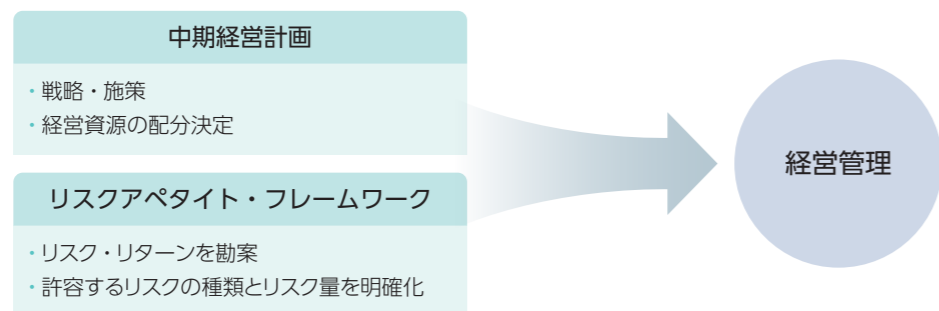 中期経営計画
・戦略・施策
・経営資源の配分決定
リスクアペタイト・フレームワーク
・リスク・リターンを勘案
・許容するリスクの種類とリスク量を明確化
経営管理